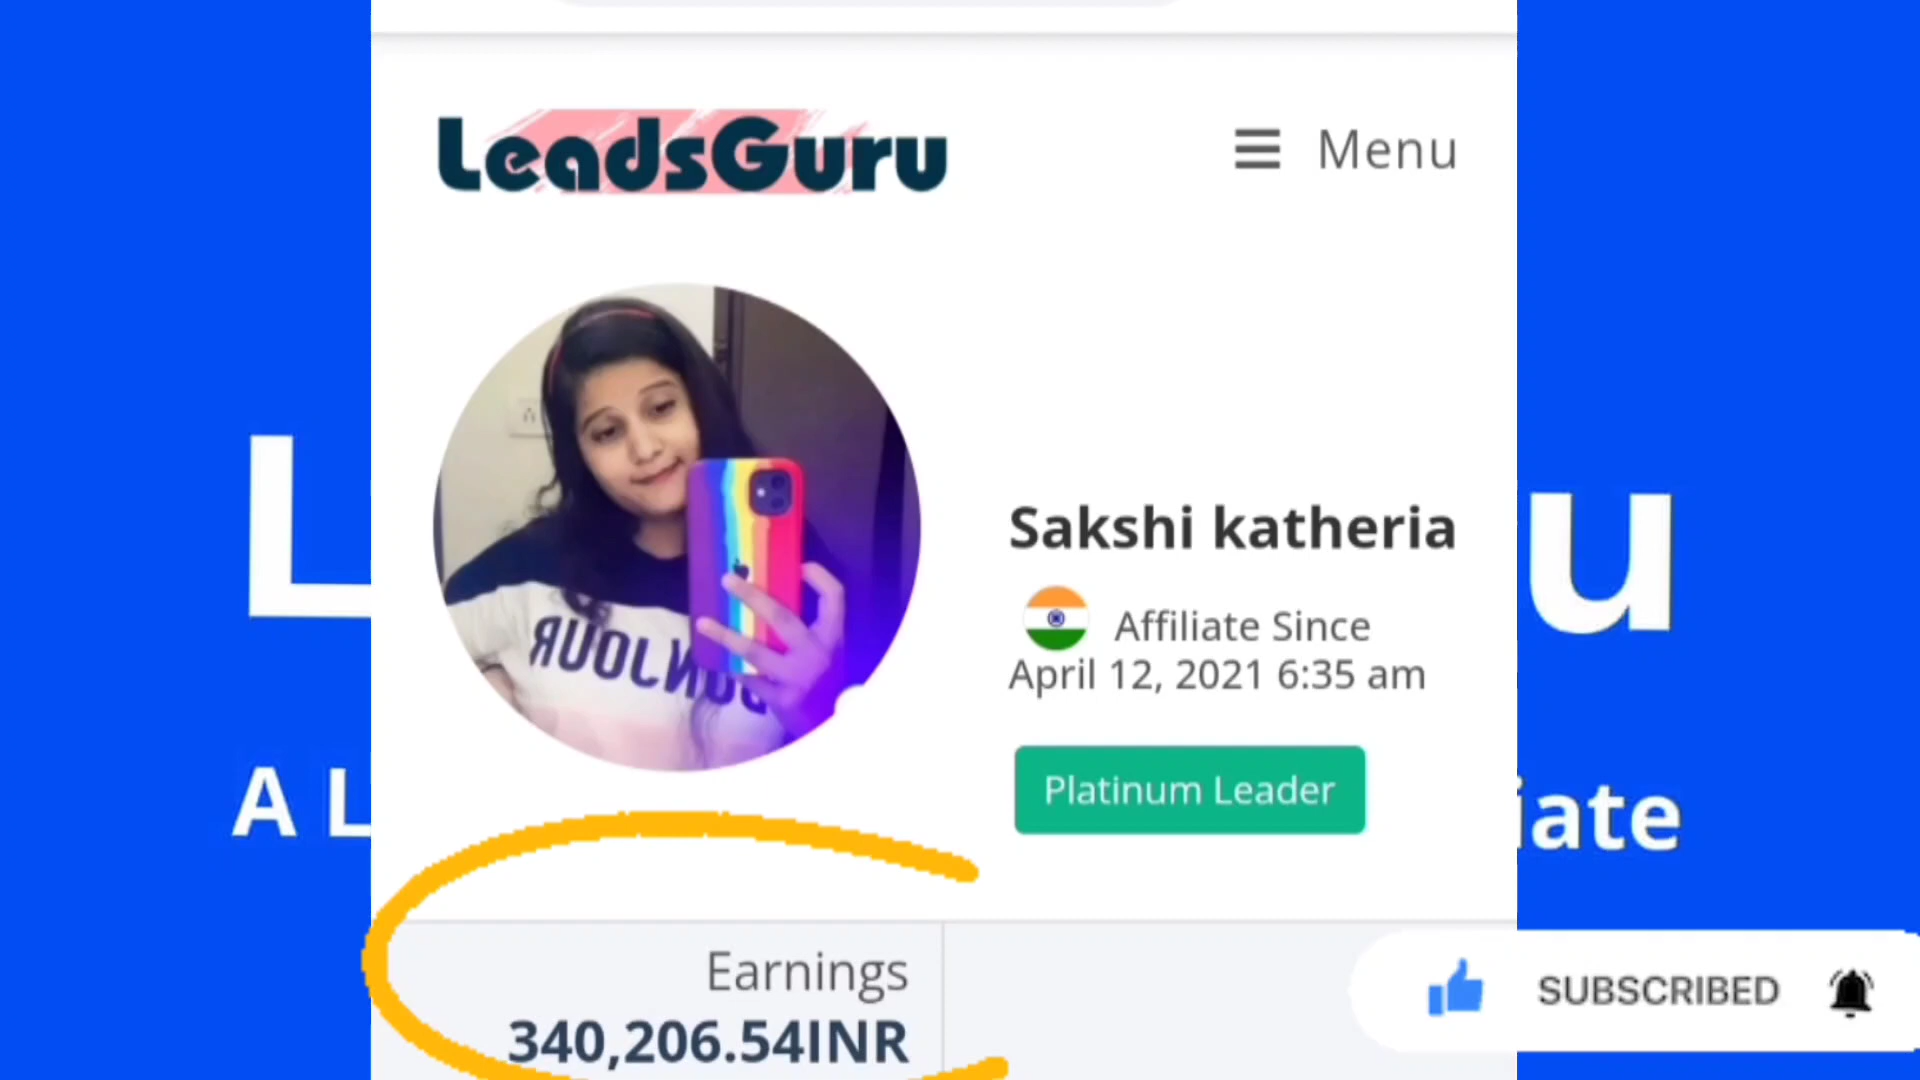 LeadsGuru
Menu
L
u
Sakshi katheria
Affiliate Since
April 12, 2021 6:35 am
Platinum Leader
A L
iate
Earnings
340,206.54INR
SUBSCRIBED